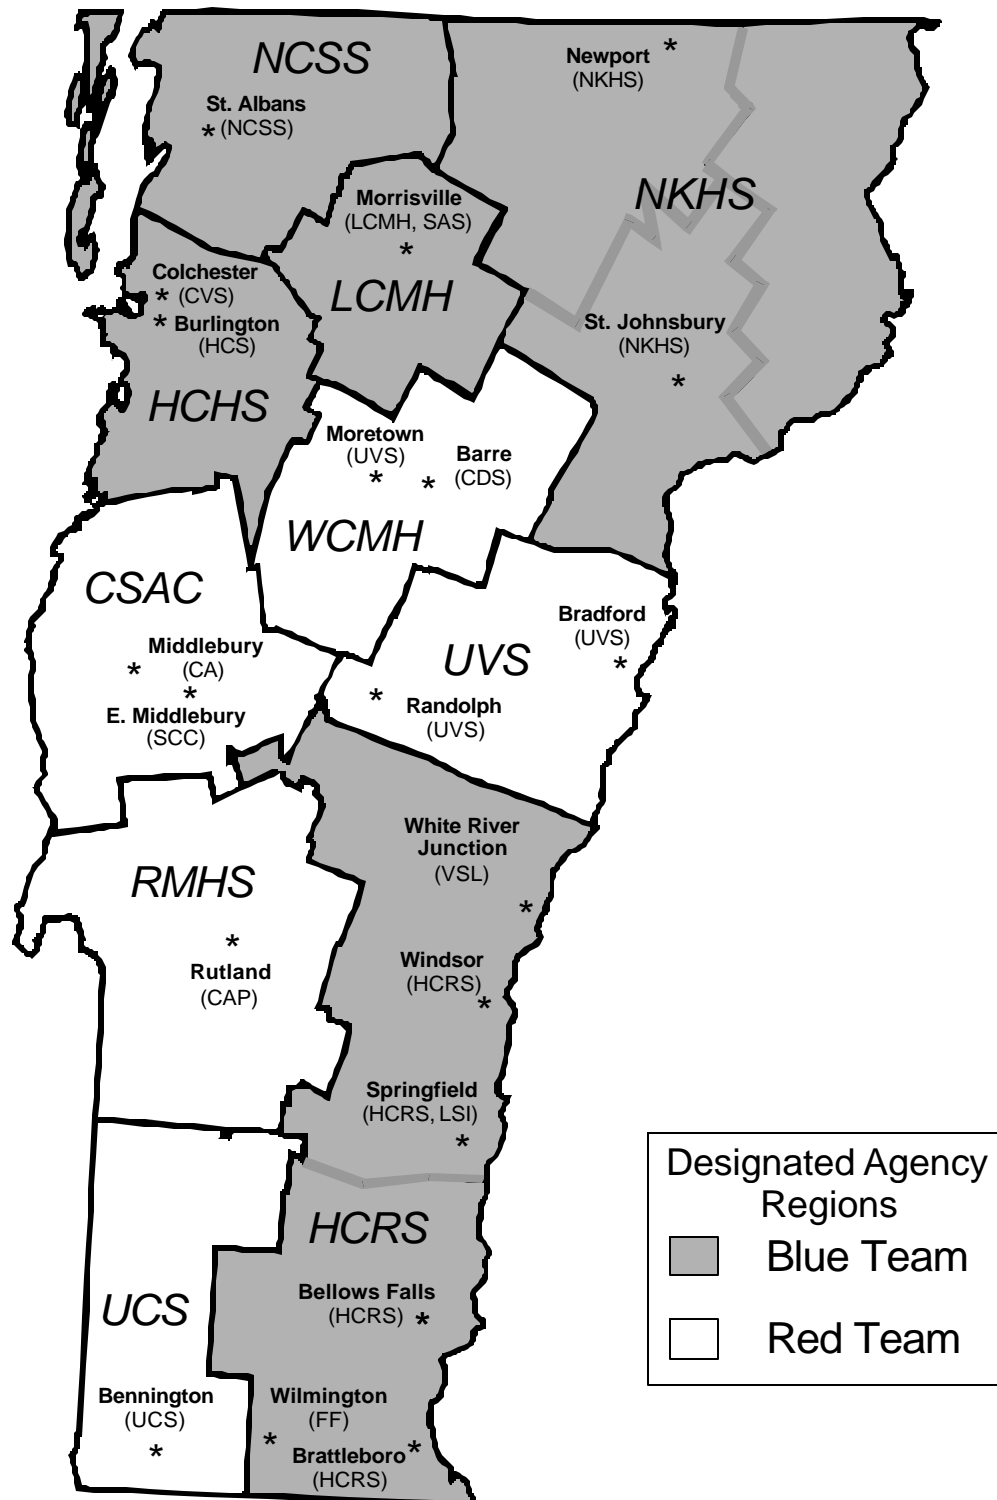 NCSS
St. Albans
(NCSS)
Newport
(NKHS)
NKHS
Morrisville
(LCMH, SAS)
LCMH
Colchester
(CVS)
Burlington
(HCS)
HCHS
St. Johnsbury
(NKHS)
Moretown
(UVS)
Barre
(CDS)
WCMH
CSAC
Middlebury
(CA)
E. Middlebury
(SCC)
Bradford
(UVS)
UVS
Randolph
(UVS)
White River
Junction
(VSL)
RMHS
Rutland
(CAP)
Windsor
(HCRS)
Springfield
(HCRS, LSI)
HCRS
Bellows Falls
(HCRS)
UCS
Bennington
(UCS)
Wilmington
(FF)
Brattleboro
(HCRS)
Designated Agency
Regions
Blue Team
Red Team